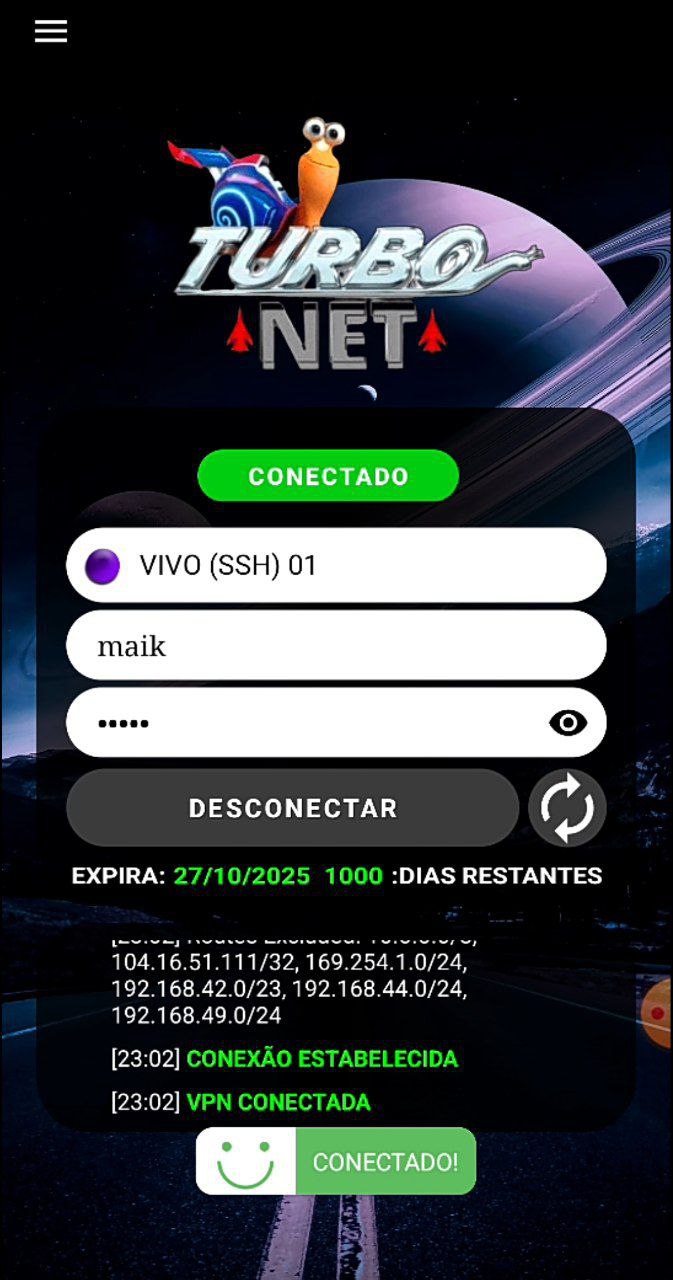 TURBO
NET
CONECTADO
VIVO (SSH) 01
maik
•••••
DESCONECTAR
EXPIRA: 27/10/2025 1000 :DIAS RESTANTES
104.16.51.111/32, 169.254.1.0/24,
192.168.42.0/23, 192.168.44.0/24,
192.168.49.0/24
[23:02] CONEXÃO ESTABELECIDA
[23:02] VPN CONECTADA
CONECTADO!